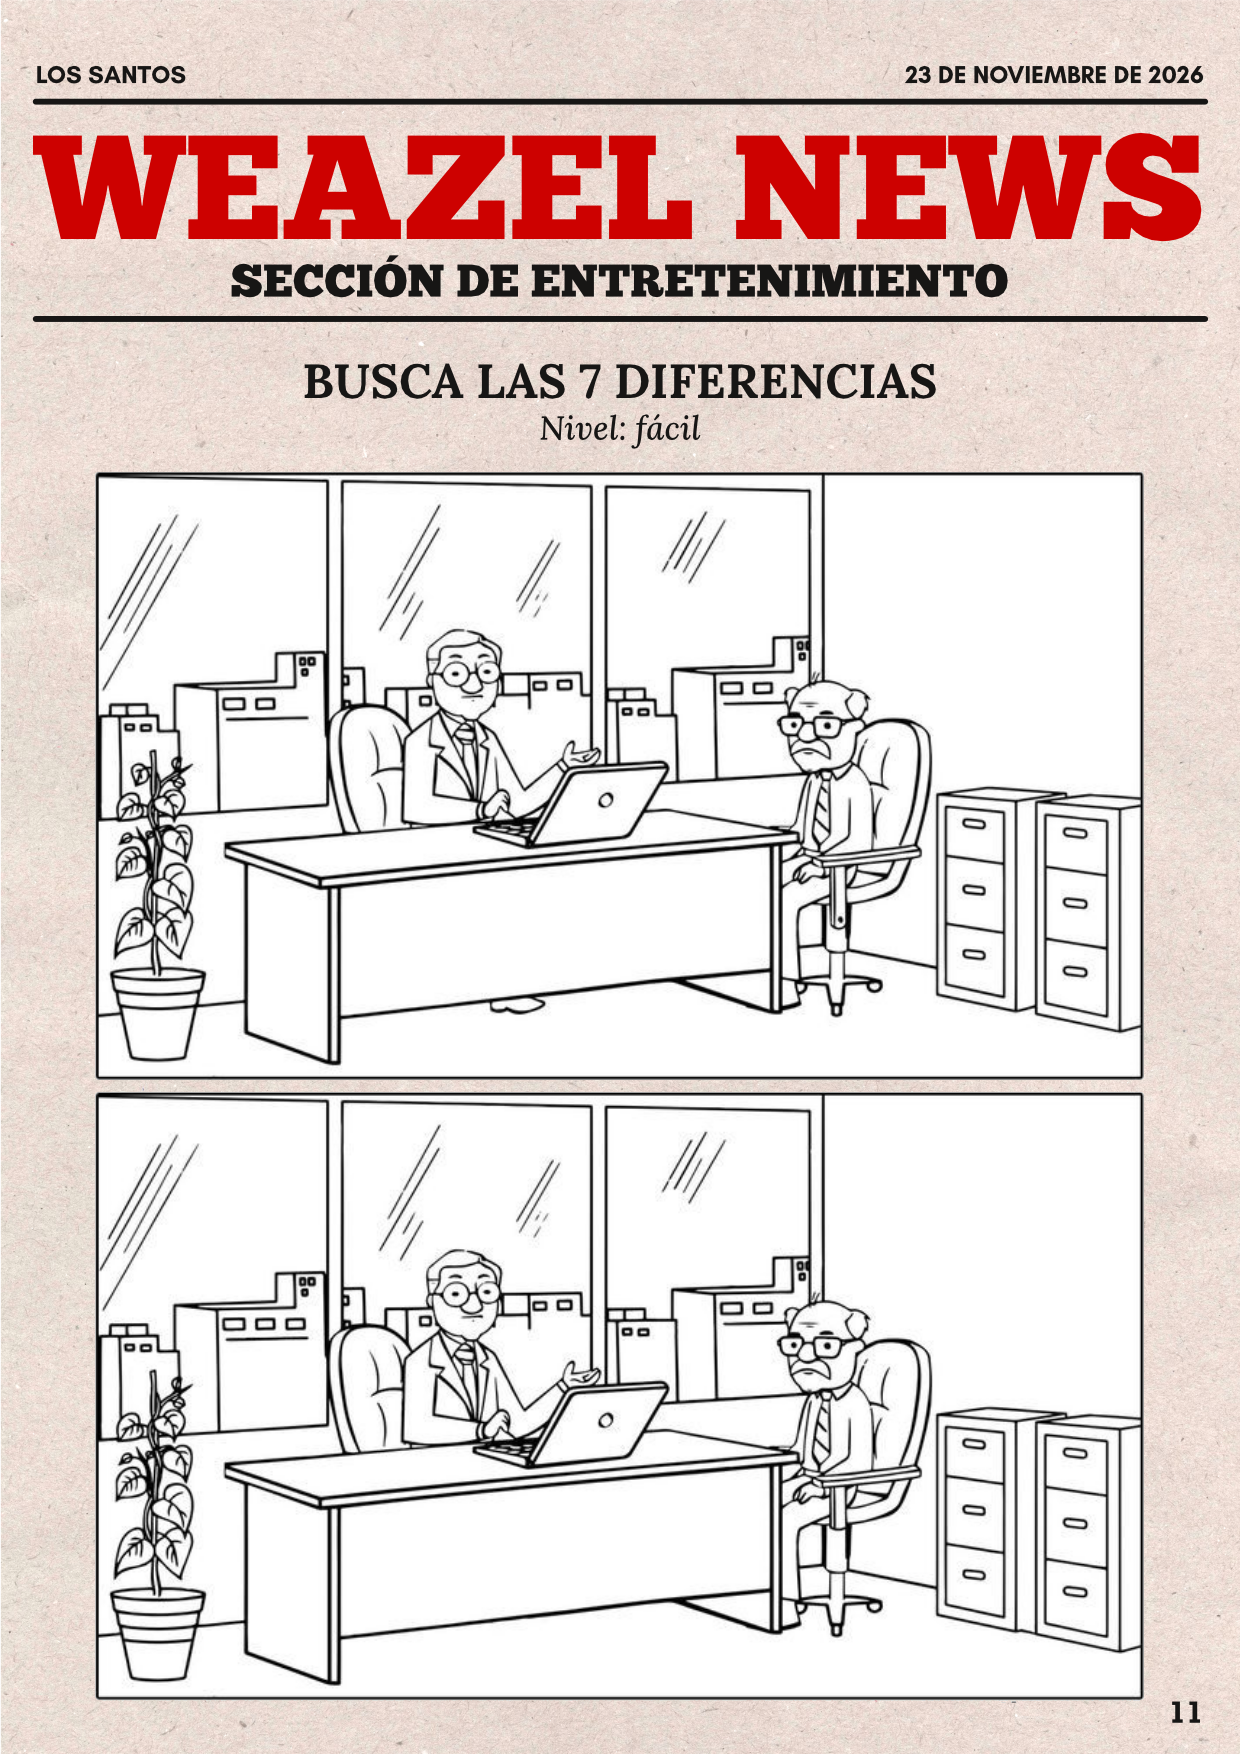 LOS SANTOS
23 DE NOVIEMBRE DE 2026
WEAZEL NEWS
SECCIÓN DE ENTRETENIMIENTO
BUSCA LAS 7 DIFERENCIAS
Nivel: fácil
11